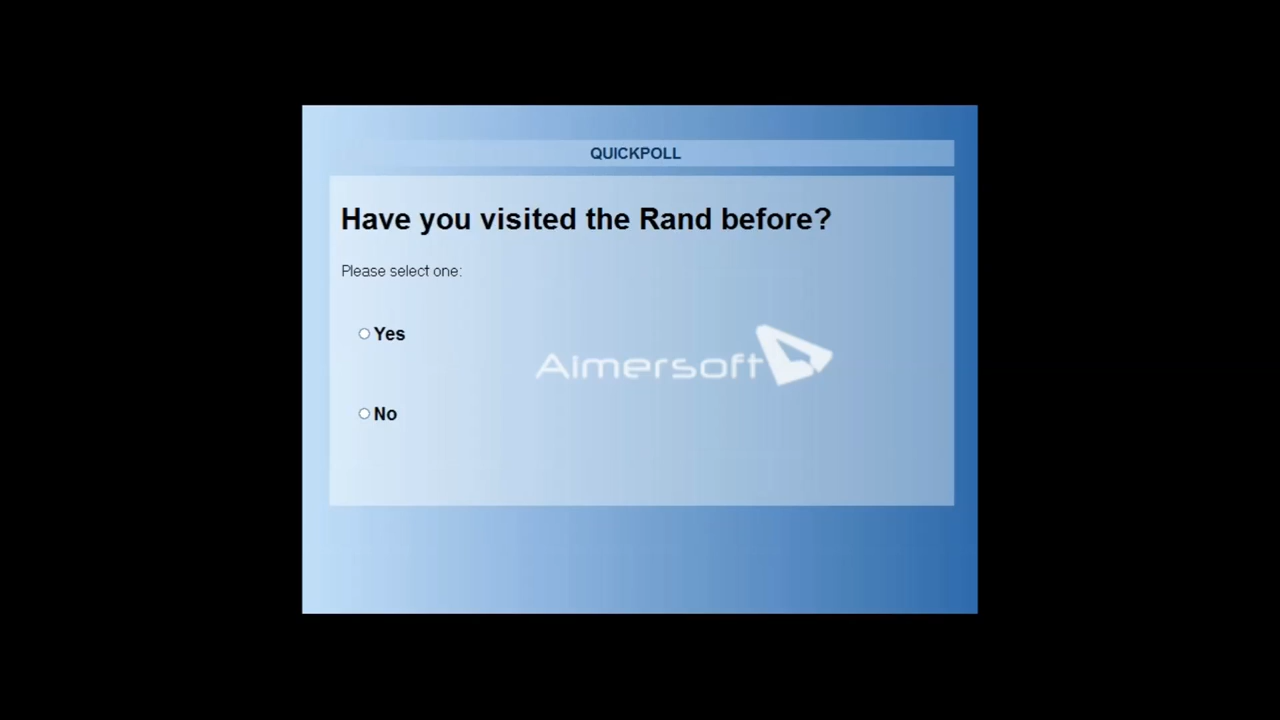 QUICKPOLL
Have you visited the Rand before?
Please select one:
Yes
Aimersoft
No